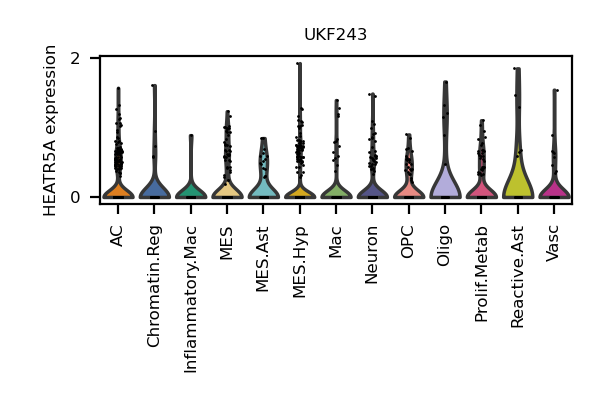 UKF243
HEATR5A expression
2
0
AC
Chromatin.Reg
Inflammatory.Mac
MES
MES.Ast
MES.Hyp
Mac
Neuron
OPC
Oligo
Prolif.Metab
Reactive.Ast
Vasc